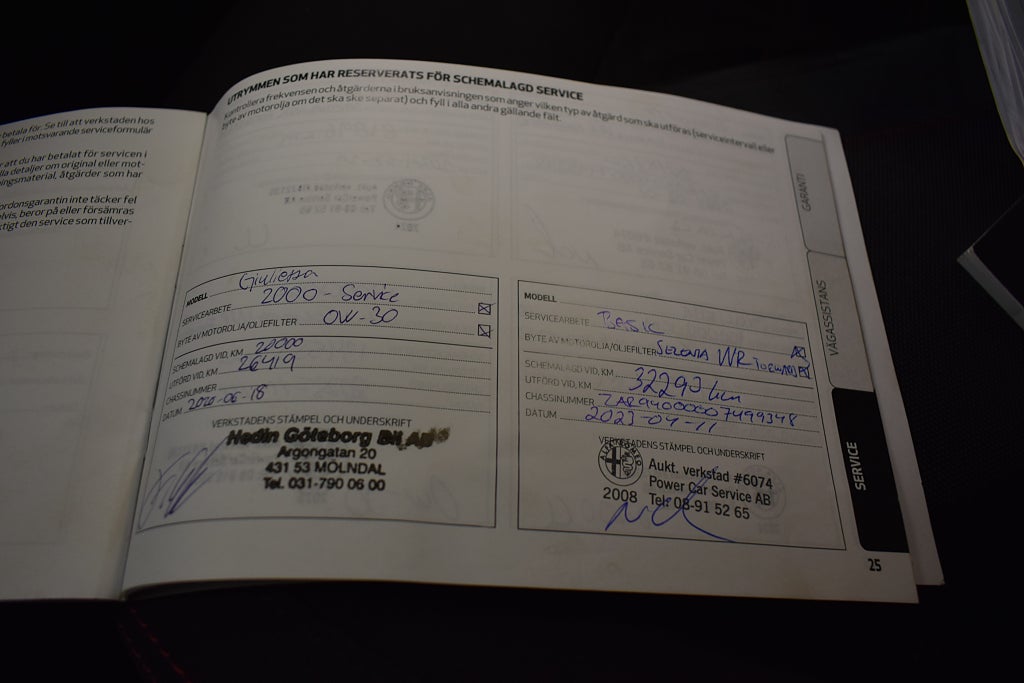 betala för. Se till att verkstaden hos
fyller i motsvarande serviceformulär
att du har betalat för servicen i
lla detaljer om original eller mot-
ningsmaterial, åtgärder som har
ordonsgarantin inte täcker fel
elvis, beror på eller försämras
ktigt den service som tillver-
UTRYMMEN SOM HAR RESERVERATS FÖR SCHEMALAGD SERVICE
Kontrollera frekvensen och åtgärderna i bruksanvisningen som anger vilken typ av åtgärd som ska utföras (serviceintervall eller
byte av motorolja om det ska ske separat) och fyll i alla andra gällande fält.
GARANTI
VÄGASSISTANS
SERVICE
MODELL Giulietta
SERVICEARBETE 2000 - Service
BYTE AV MOTOROLJA/OLJEFILTER 0W-30
SCHEMALAGD VID, KM 20000
UTFÖRD VID, KM 26419
CHASSINUMMER
DATUM 2020-06-18
VERKSTADENS STÄMPEL OCH UNDERSKRIFT
Hedin Göteborg Bil AB
Argongatan 20
431 53 MÖLNDAL
Tel. 031-790 06 00
MODELL
SERVICEARBETE BASIC
BYTE AV MOTOROLJA/OLJEFILTER SELENIA WR
SCHEMALAGD VID, KM
UTFÖRD VID, KM 32293 km
CHASSINUMMER ZAR94000007499348
DATUM 2023-04-11
VERKSTADENS STÄMPEL OCH UNDERSKRIFT
ALFA ROMEO
2008
Aukt. verkstad #6074
Power Car Service AB
Tel: 08-91 52 65
25